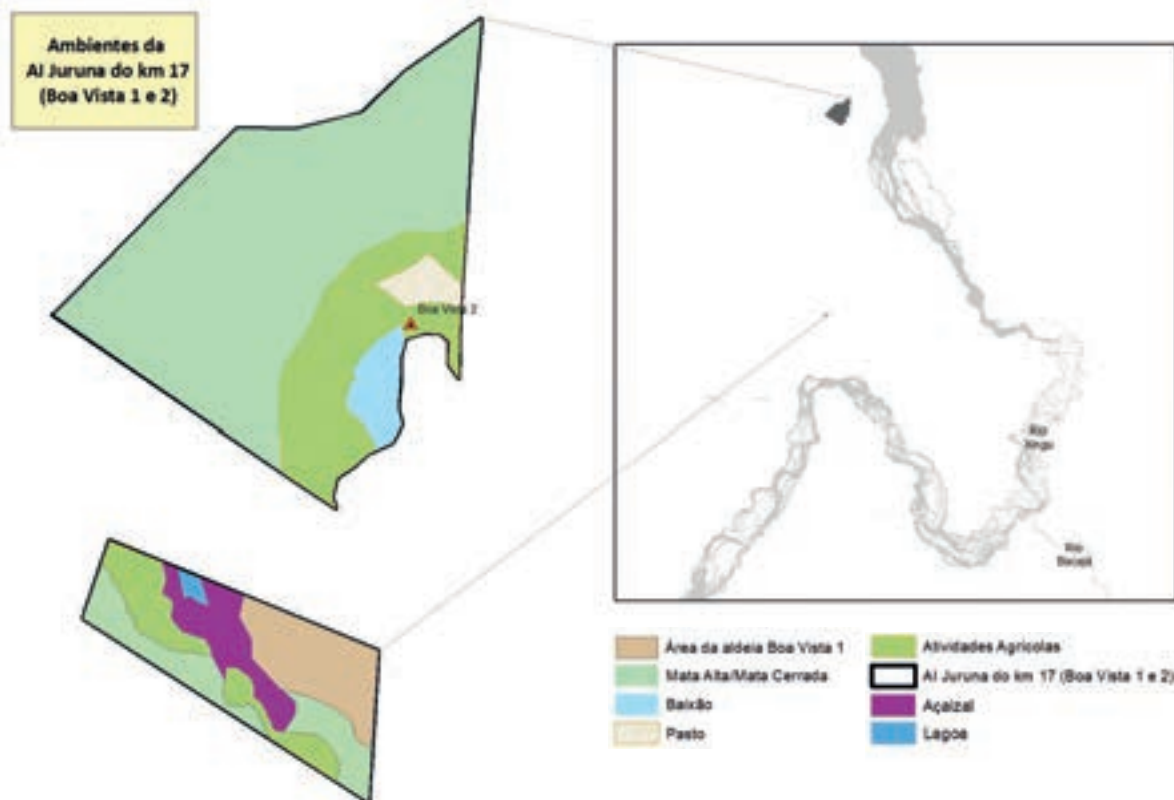 Ambientes da
AI Juruna do km 17
(Boa Vista 1 e 2)
Boa Vista 2
Rio
Xingu
Rio
Bacajá
Área da aldeia Boa Vista 1
Mata Alta/Mata Cerrada
Baixão
Pasto
Atividades Agrícolas
AI Juruna do km 17 (Boa Vista 1 e 2)
Açaizal
Lagoa